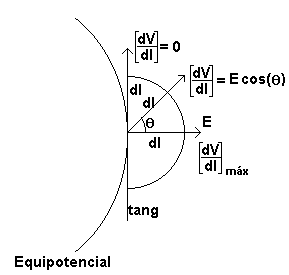 [dV/dl] = 0
dl
dl
[dV/dl] = E cos(θ)
θ
E
dl
[dV/dl]máx
tang
Equipotencial